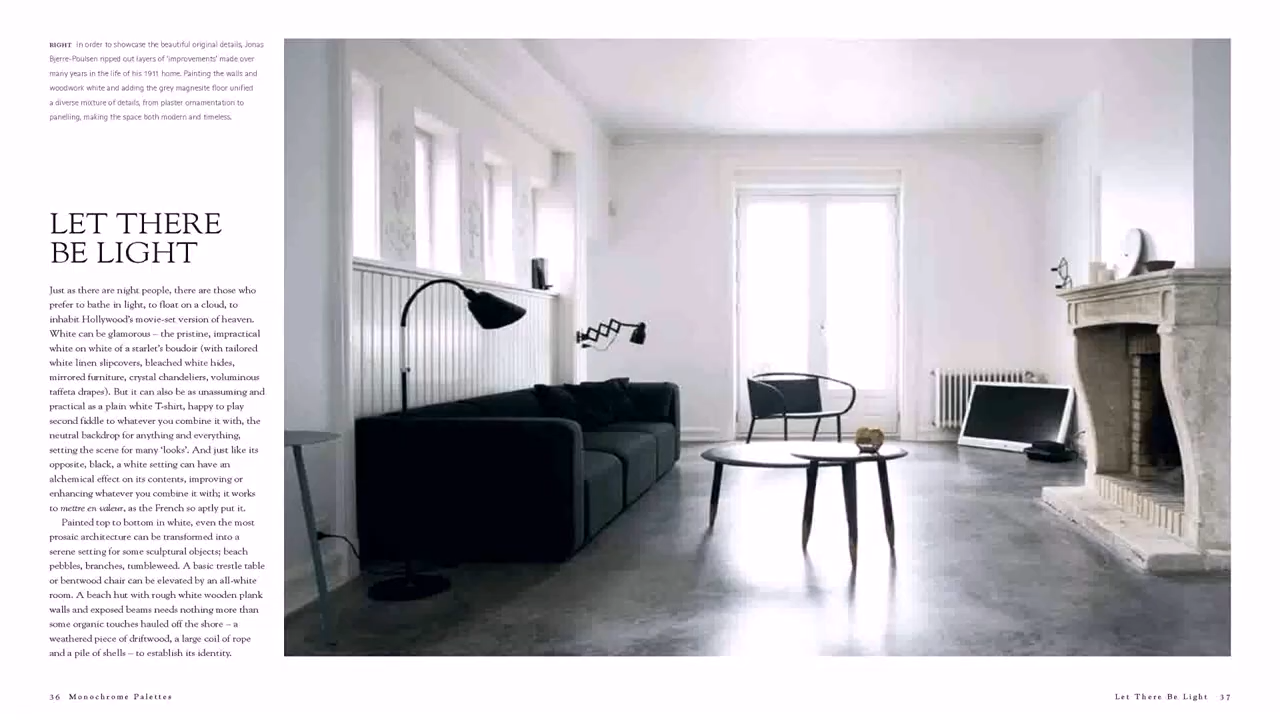 RIGHT In order to showcase the beautiful original details, Jonas
Bjerre-Poulsen ripped out layers of 'improvements' made over
many years in the life of his 1911 home. Painting the walls and
woodwork white and adding the grey magnesite floor unified
a diverse mixture of details, from plaster ornamentation to
panelling, making the space both modern and timeless.
LET THERE
BE LIGHT
Just as there are night people, there are those who
prefer to bathe in light, to float on a cloud, to
inhabit Hollywood's movie-set version of heaven.
White can be glamorous – the pristine, impractical
white on white of a starlet's boudoir (with tailored
white linen slipcovers, bleached white hides,
mirrored furniture, crystal chandeliers, voluminous
taffeta drapes). But it can also be as unassuming and
practical as a plain white T-shirt, happy to play
second fiddle to whatever you combine it with, the
neutral backdrop for anything and everything,
setting the scene for many 'looks'. And just like its
opposite, black, a white setting can have an
alchemical effect on its contents, improving or
enhancing whatever you combine it with; it works
to mettre en valeur, as the French so aptly put it.
Painted top to bottom in white, even the most
prosaic architecture can be transformed into a
serene setting for some sculptural objects; beach
pebbles, branches, tumbleweed. A basic trestle table
or bentwood chair can be elevated by an all-white
room. A beach hut with rough white wooden plank
walls and exposed beams needs nothing more than
some organic touches hauled off the shore – a
weathered piece of driftwood, a large coil of rope
and a pile of shells – to establish its identity.
36 Monochrome Palettes
Let There Be Light 37